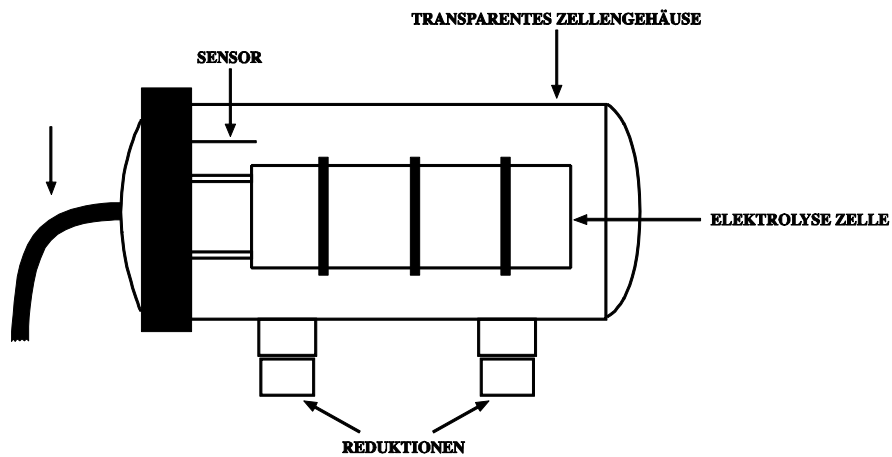 TRANSPARENTES ZELLENGEHÄUSE
SENSOR
ELEKTROLYSE ZELLE
REDUKTIONEN